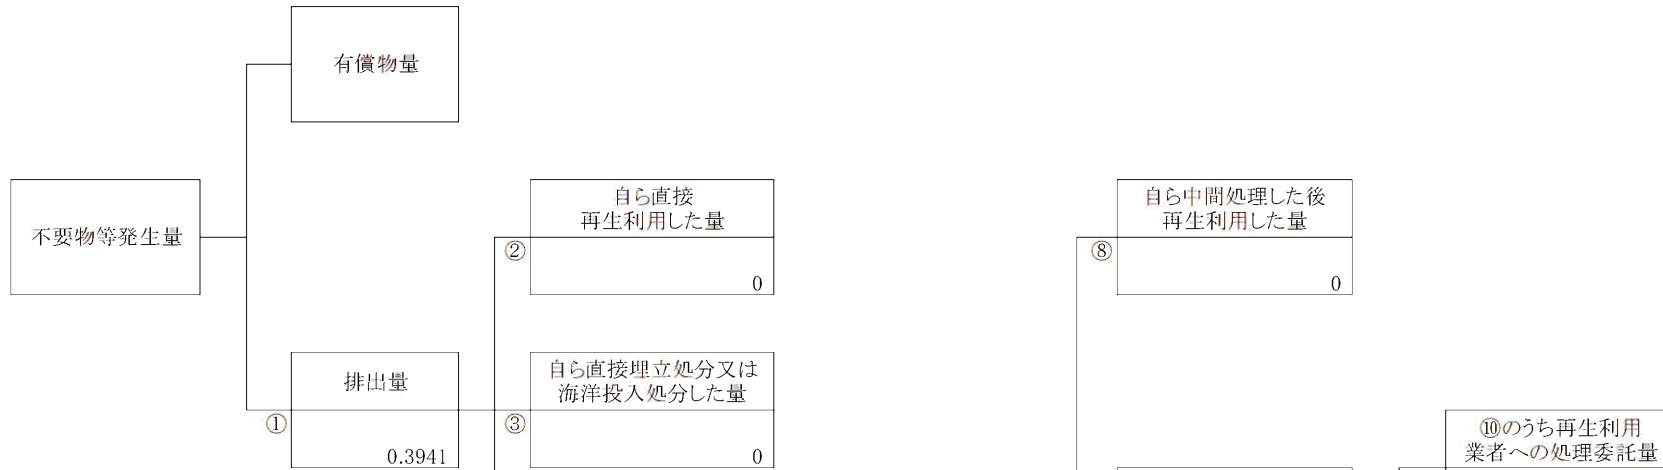 有償物量
不要物等発生量
自ら直接
再生利用した量
②
0
自ら中間処理した後
再生利用した量
⑧
0
排出量
①
0.3941
自ら直接埋立処分又は
海洋投入処分した量
③
0
⑩のうち再生利用
業者への処理委託量